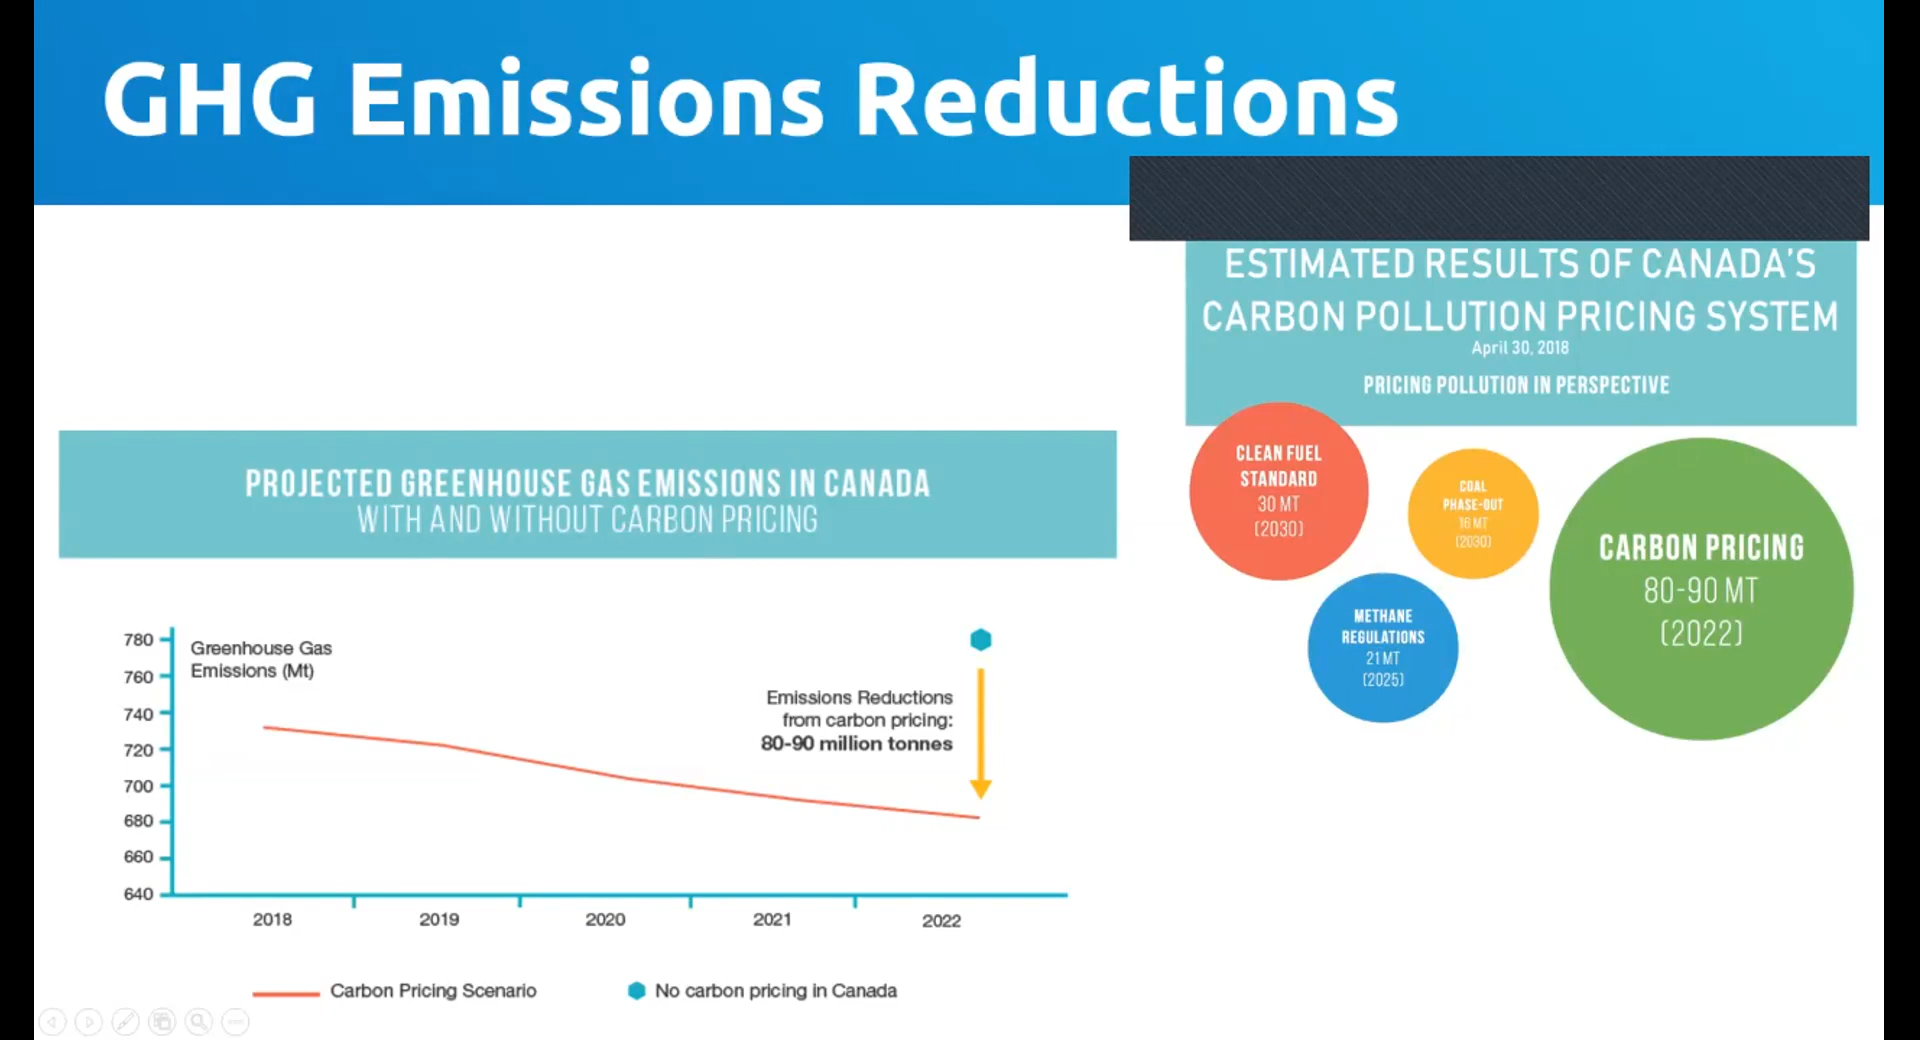 GHG Emissions Reductions
ESTIMATED RESULTS OF CANADA'S
CARBON POLLUTION PRICING SYSTEM
April 30, 2018
PRICING POLLUTION IN PERSPECTIVE
CLEAN FUEL
STANDARD
30 MT
(2030)
COAL
PHASE-OUT
16 MT
(2030)
METHANE
REGULATIONS
21 MT
(2025)
CARBON PRICING
80-90 MT
(2022)
PROJECTED GREENHOUSE GAS EMISSIONS IN CANADA
WITH AND WITHOUT CARBON PRICING
Greenhouse Gas
Emissions (Mt)
780
760
740
720
700
680
660
640
Emissions Reductions
from carbon pricing:
80-90 million tonnes
2018 2019 2020 2021 2022
Carbon Pricing Scenario No carbon pricing in Canada